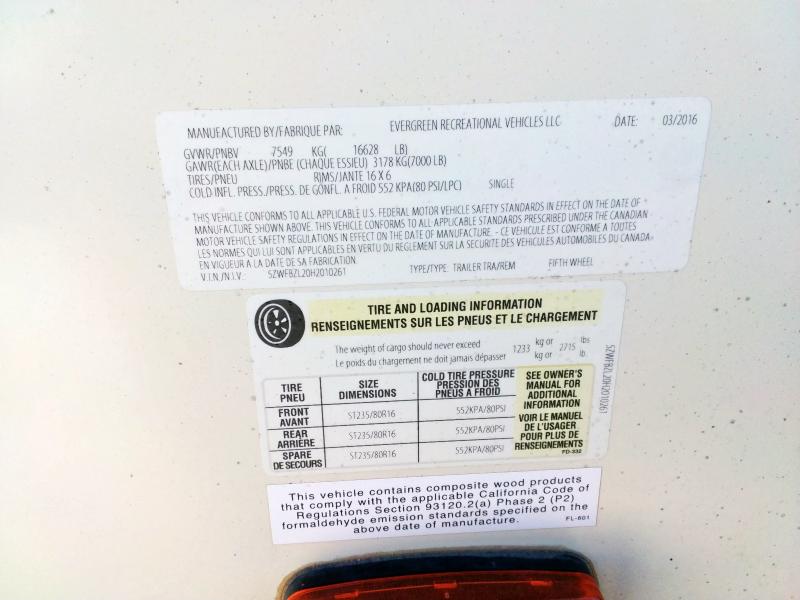 MANUFACTURED BY/FABRIQUE PAR: EVERGREEN RECREATIONAL VEHICLES LLC DATE: 03/2016
GVWR/PNBV 7549 KG( 16628 LB)
GAWR(EACH AXLE)/PNBE (CHAQUE ESSIEU) 3178 KG(7000 LB)
TIRES/PNEU RIMS/JANTE 16 X 6
COLD INFL. PRESS./PRESS. DE GONFL. A FROID 552 KPA(80 PSI/LPC) SINGLE
THIS VEHICLE CONFORMS TO ALL APPLICABLE U.S. FEDERAL MOTOR VEHICLE SAFETY STANDARDS IN EFFECT ON THE DATE OF
MANUFACTURE SHOWN ABOVE. THIS VEHICLE CONFORMS TO ALL APPLICABLE STANDARDS PRESCRIBED UNDER THE CANADIAN
MOTOR VEHICLE SAFETY REGULATIONS IN EFFECT ON THE DATE OF MANUFACTURE. - CE VEHICULE EST CONFORME A TOUTES
LES NORMES QUI LUI SONT APPLICABLES EN VERTU DU REGLEMENT SUR LA SECURITE DES VEHICULES AUTOMOBILES DU CANADA
EN VIGUEUR A LA DATE DE SA FABRICATION.
V.I.N./N.I.V.: 5ZWFBZL20H2010261 TYPE/TYPE: TRAILER TRA/REM FIFTH WHEEL
TIRE AND LOADING INFORMATION
RENSEIGNEMENTS SUR LES PNEUS ET LE CHARGEMENT
The weight of cargo should never exceed 1233 kg or 2715 lbs
Le poids du chargement ne doit jamais dépasser kg or lb.
TIRE PNEU
SIZE DIMENSIONS
COLD TIRE PRESSURE
PRESSION DES
PNEUS A FROID
FRONT AVANT ST235/80R16 552KPA/80PSI
REAR ARRIÈRE ST235/80R16 552KPA/80PSI
SPARE DE SECOURS ST235/80R16 552KPA/80PSI
SEE OWNER'S
MANUAL FOR
ADDITIONAL
INFORMATION
VOIR LE MANUEL
DE L'USAGER
POUR PLUS DE
RENSEIGNEMENTS
FD-332
5ZWFBZL20H2010261
This vehicle contains composite wood products
that comply with the applicable California Code of
Regulations Section 93120.2(a) Phase 2 (P2)
formaldehyde emission standards specified on the
above date of manufacture. FL-601